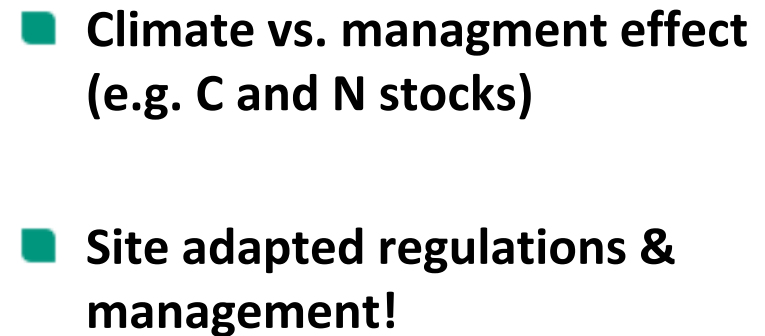 Climate vs. managment effect
(e.g. C and N stocks)
Site adapted regulations &
management!